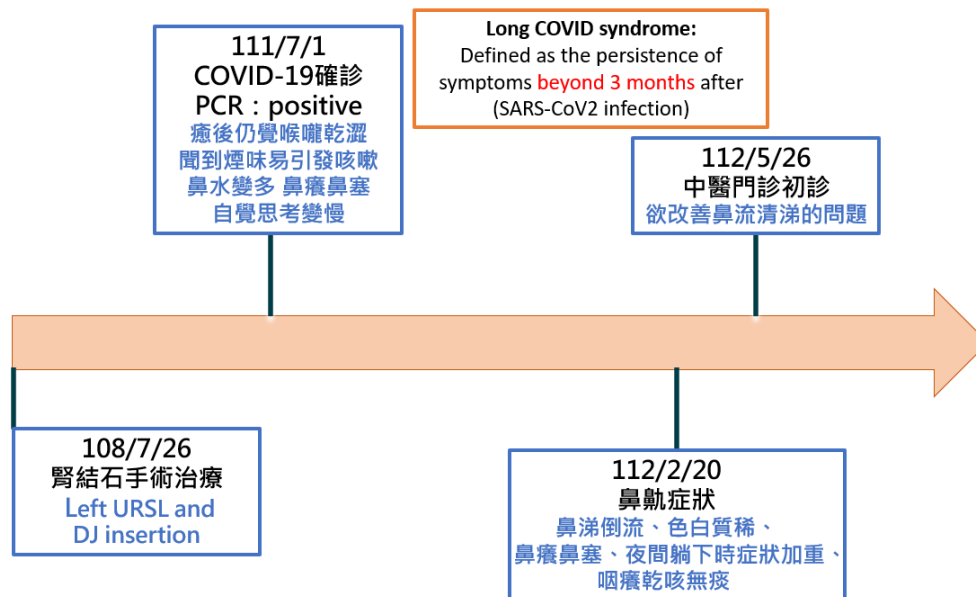 111/7/1
COVID-19確診
PCR：positive
癒後仍覺喉嚨乾澀
聞到煙味易引發咳嗽
鼻水變多 鼻癢鼻塞
自覺思考變慢
Long COVID syndrome:
Defined as the persistence of
symptoms beyond 3 months after
(SARS-CoV2 infection)
112/5/26
中醫門診初診
欲改善鼻流清涕的問題
108/7/26
腎結石手術治療
Left URSL and
DJ insertion
112/2/20
鼻鼽症狀
鼻涕倒流、色白質稀、
鼻癢鼻塞、夜間躺下時症狀加重、
咽癢乾咳無痰